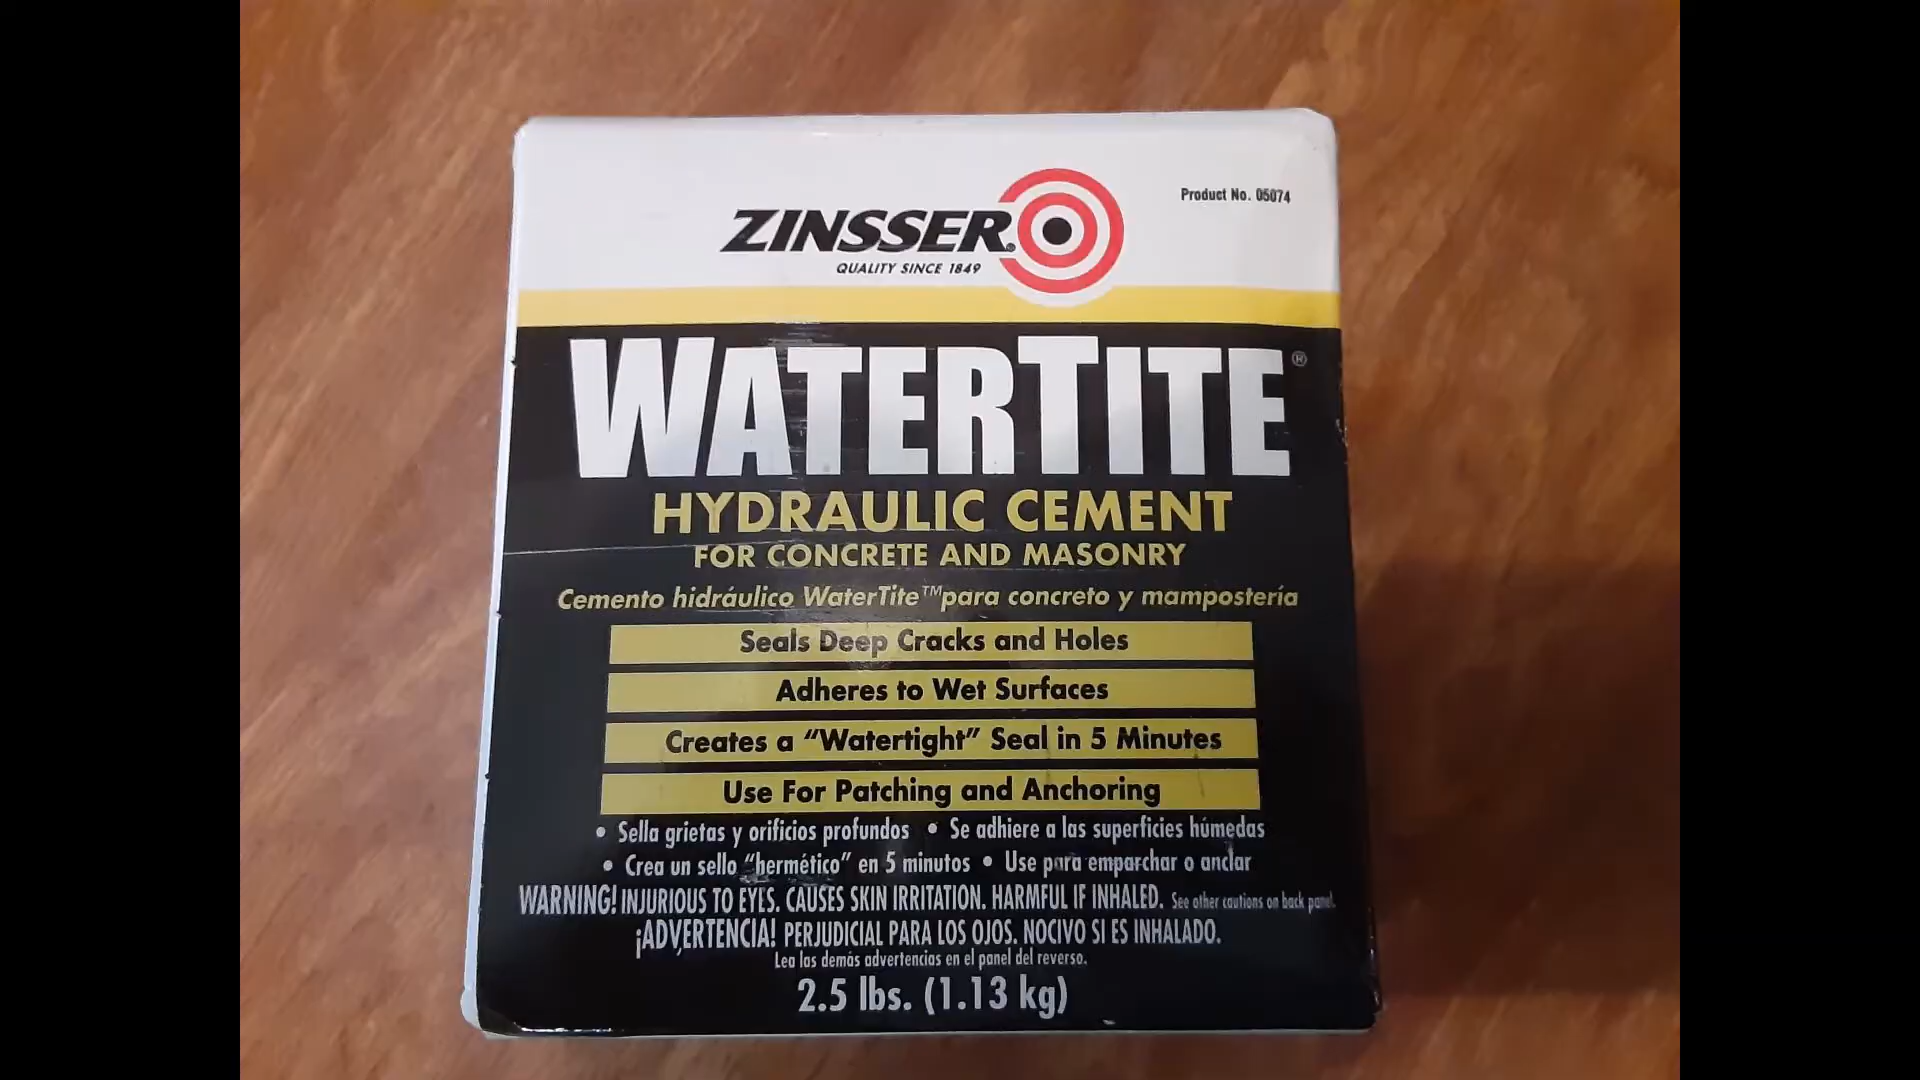 Product No. 05074
ZINSSER®
QUALITY SINCE 1849
WATERTITE®
HYDRAULIC CEMENT
FOR CONCRETE AND MASONRY
Cemento hidráulico WaterTite™ para concreto y mampostería
Seals Deep Cracks and Holes
Adheres to Wet Surfaces
Creates a “Watertight” Seal in 5 Minutes
Use For Patching and Anchoring
• Sella grietas y orificios profundos • Se adhiere a las superficies húmedas
• Crea un sello “hermético” en 5 minutos • Use para emparchar o anclar
WARNING! INJURIOUS TO EYES. CAUSES SKIN IRRITATION. HARMFUL IF INHALED. See other cautions on back panel.
¡ADVERTENCIA! PERJUDICIAL PARA LOS OJOS. NOCIVO SI ES INHALADO.
Lea las demás advertencias en el panel del reverso.
2.5 lbs. (1.13 kg)